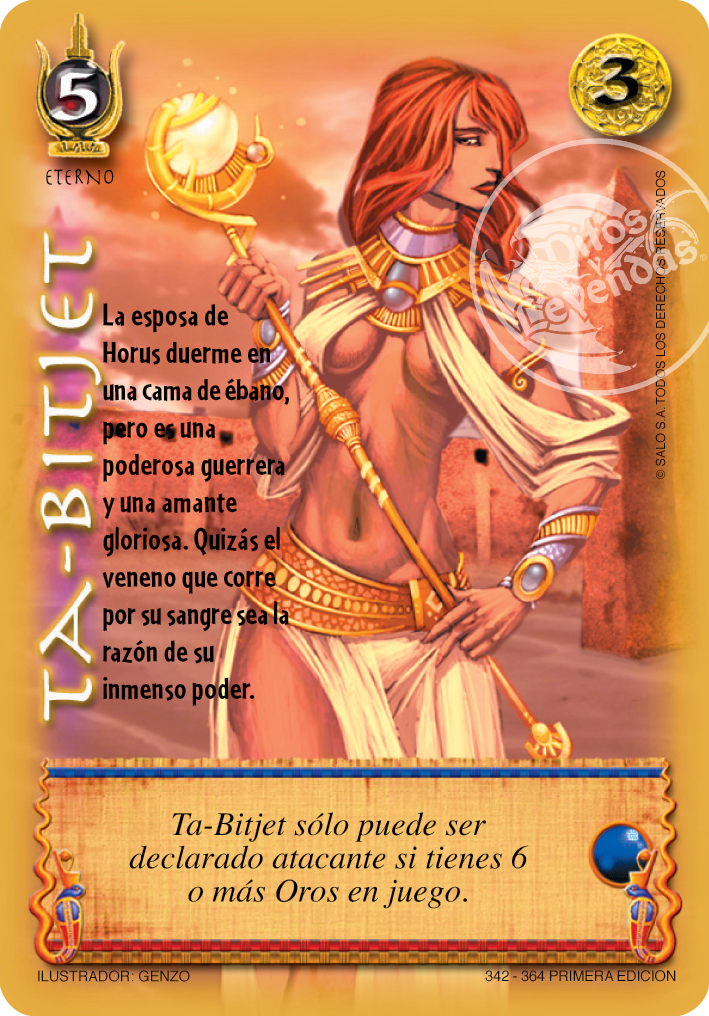 5
3
ETERNO
TA-BITJET
La esposa de
Horus duerme en
una cama de ébano,
pero es una
poderosa guerrera
y una amante
gloriosa. Quizás el
veneno que corre
por su sangre sea la
razón de su
inmenso poder.
Mitos
y
Leyendas
© SALO S.A. TODOS LOS DERECHOS RESERVADOS
Ta-Bitjet sólo puede ser
declarado atacante si tienes 6
o más Oros en juego.
ILUSTRADOR: GENZO
342 - 364 PRIMERA EDICION